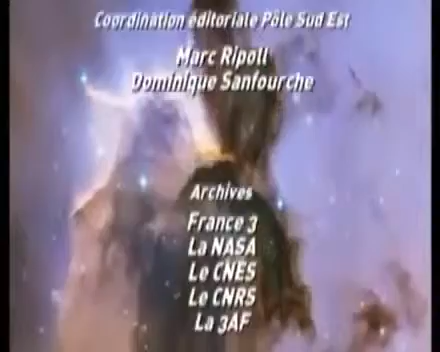 Coordination éditoriale Pôle Sud Est
Marc Ripoll
Dominique Sanfourche
Archives
France 3
La NASA
Le CNES
Le CNRS
La 3AF